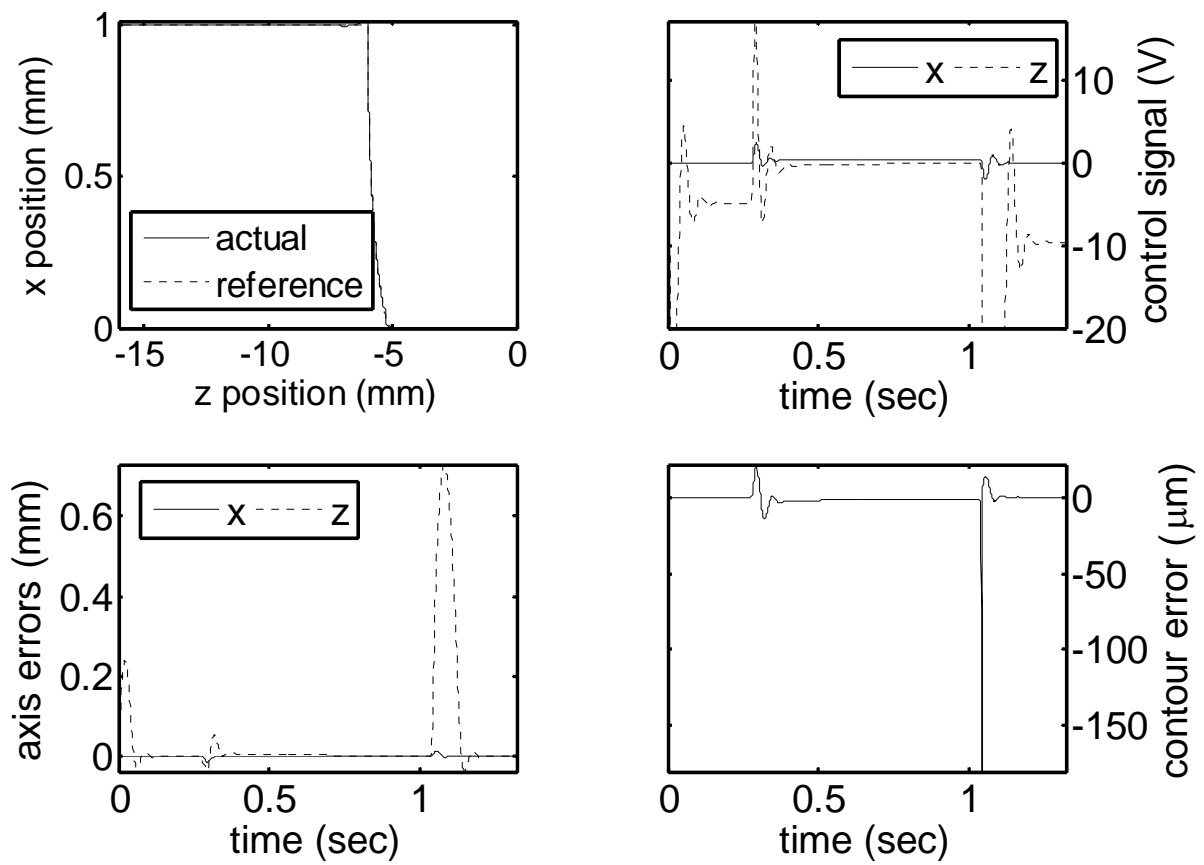 x position (mm)
1
0.5
0
actual
reference
-15
-10
-5
0
z position (mm)
x
z
10
0
-10
-20
control signal (V)
0
0.5
1
time (sec)
axis errors (mm)
0.6
0.4
0.2
0
x
z
0
0.5
1
time (sec)
0
-50
-100
-150
contour error (μm)
0
0.5
1
time (sec)